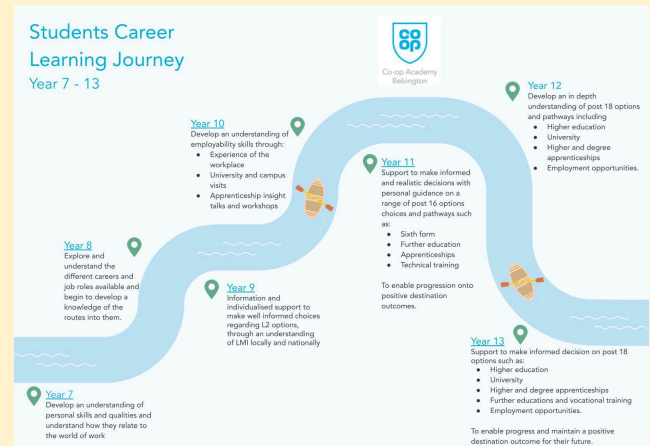 Students Career
Learning Journey
Year 7 - 13
co
op
Co-op Academy
Bebington
Year 7
Develop an understanding of
personal skills and qualities and
understand how they relate to
the world of work
Year 8
Explore and
understand the
different careers and
job roles available and
begin to develop a
knowledge of the
routes into them.
Year 9
Information and
individualised support to
make well informed choices
regarding L2 options,
through an understanding
of LMI locally and nationally
Year 10
Develop an understanding of
employability skills through:
● Experience of the
workplace
● University and campus
visits
● Apprenticeship insight
talks and workshops
Year 11
Support to make informed
and realistic decisions with
personal guidance on a
range of post 16 options
choices and pathways such
as:
● Sixth form
● Further education
● Apprenticeships
● Technical training
To enable progression onto
positive destination
outcomes.
Year 12
Develop an in depth
understanding of post 18 options
and pathways including
● Higher education
● University
● Higher and degree
apprenticeships
● Employment opportunities.
Year 13
Support to make informed decision on post 18
options such as:
● Higher education
● University
● Higher and degree apprenticeships
● Further educations and vocational training
● Employment opportunities.
To enable progress and maintain a positive
destination outcome for their future.